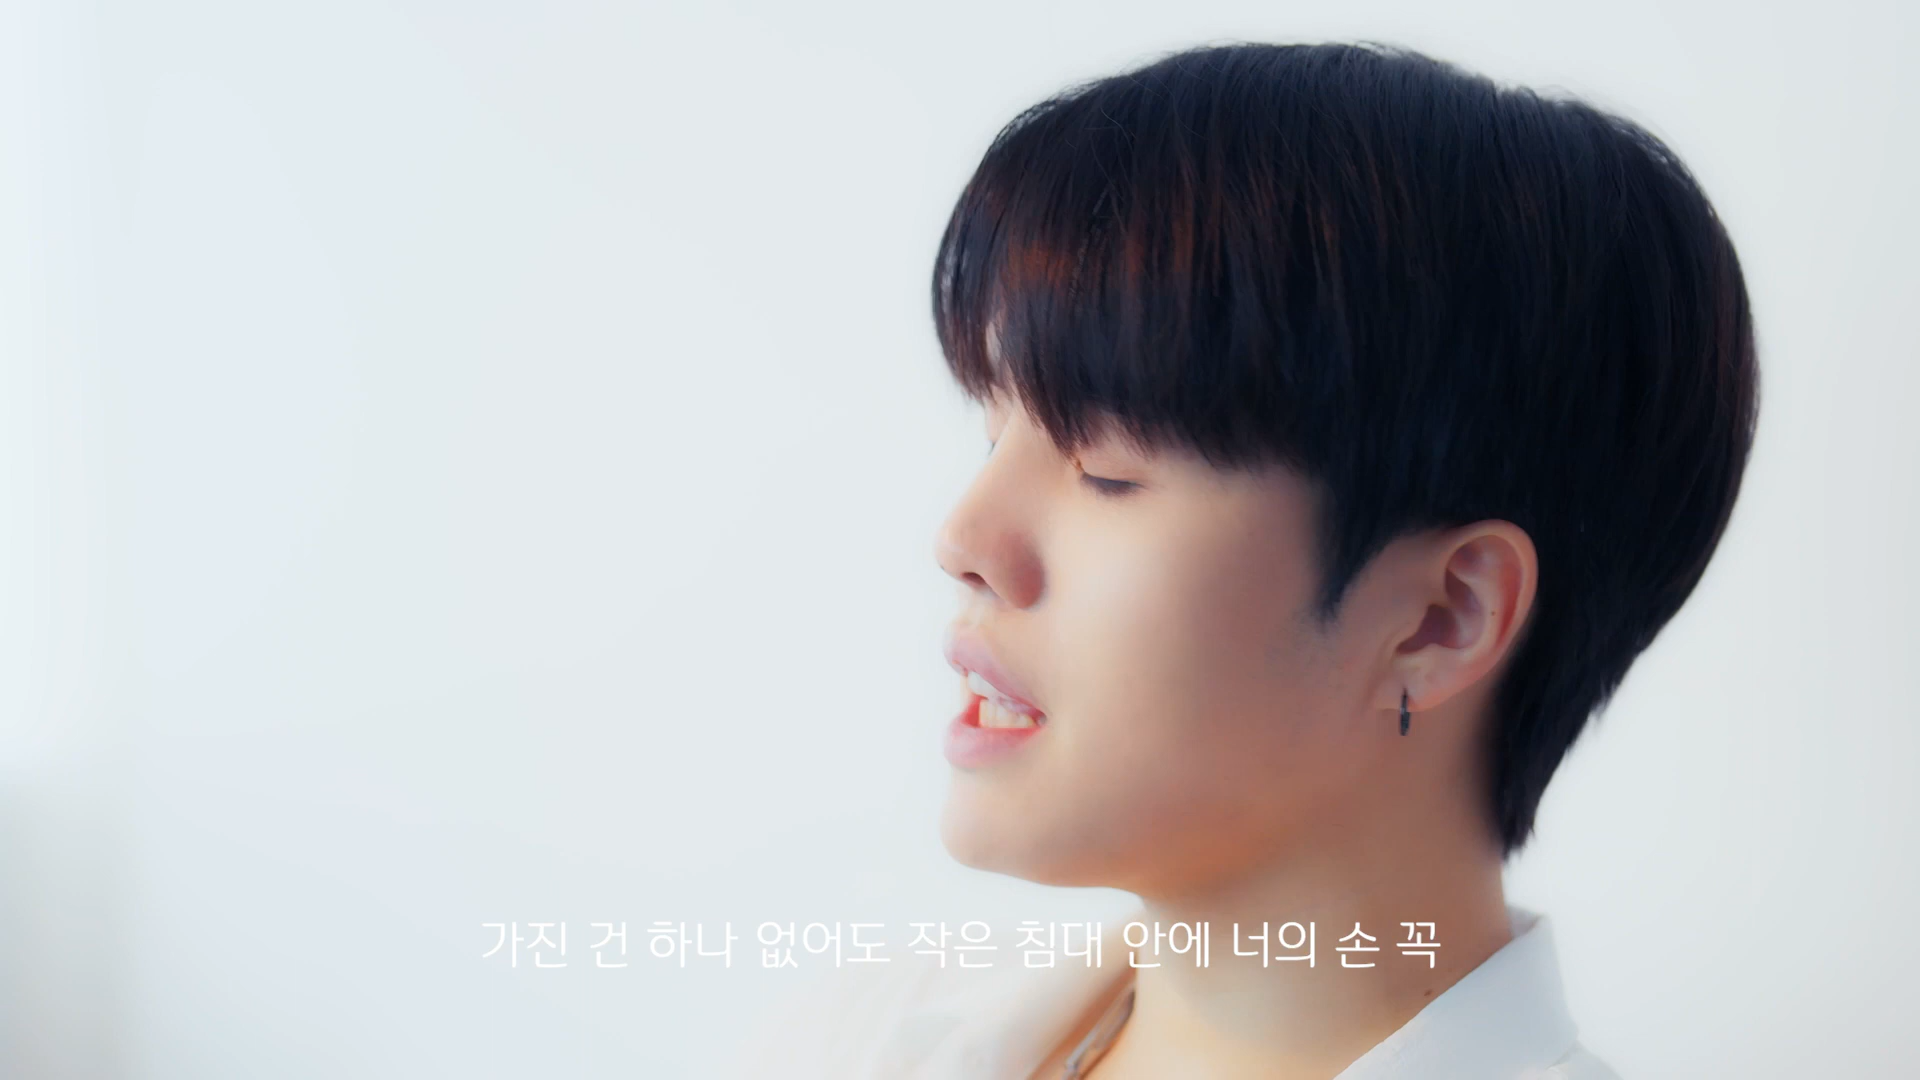 가진 건 하나 없어도 작은 침대 안에 너의 손 꼭